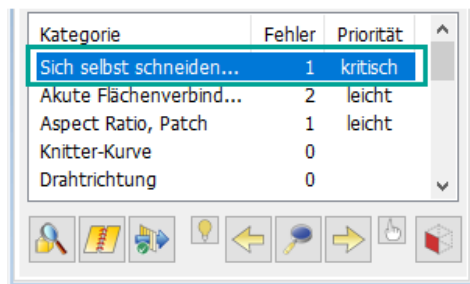 Kategorie Fehler Priorität
Sich selbst schneiden... 1 kritisch
Akute Flächenverbind... 2 leicht
Aspect Ratio, Patch 1 leicht
Knitter-Kurve 0
Drahtrichtung 0